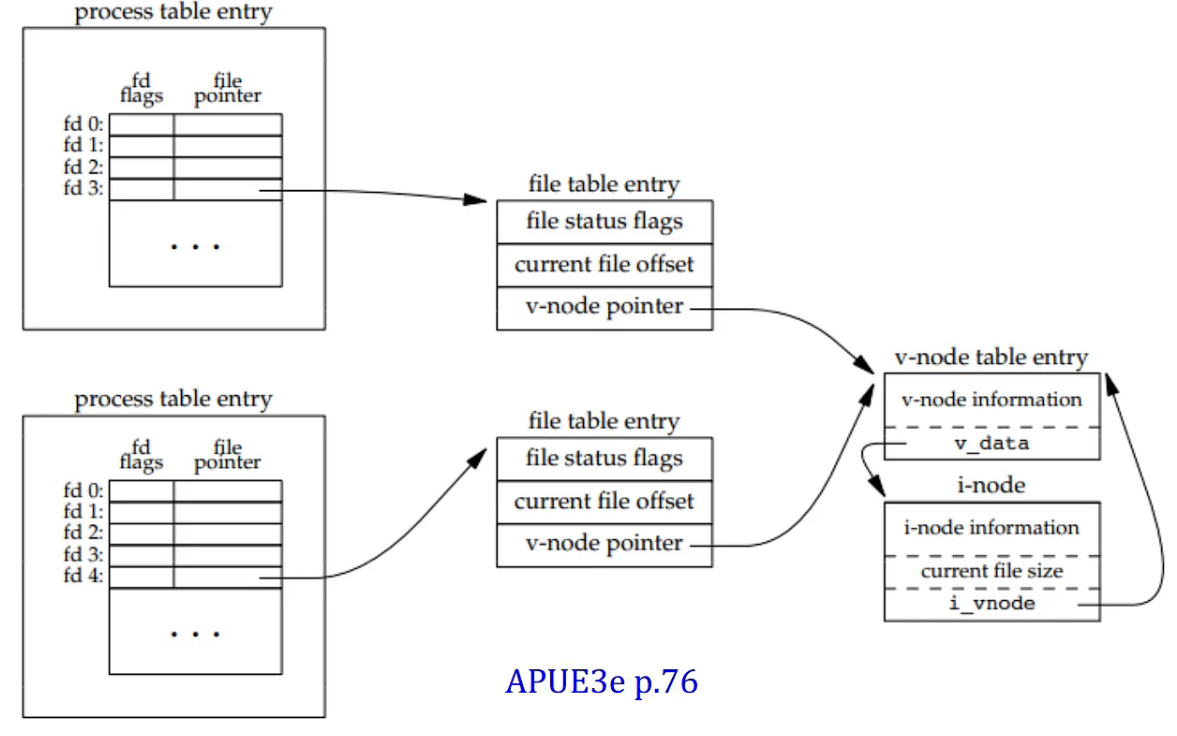 process table entry
fd
flags
file
pointer
fd 0:
fd 1:
fd 2:
fd 3:
. . .
file table entry
file status flags
current file offset
v-node pointer
process table entry
fd
flags
file
pointer
fd 0:
fd 1:
fd 2:
fd 3:
fd 4:
. . .
file table entry
file status flags
current file offset
v-node pointer
v-node table entry
v-node information
v_data
i-node
i-node information
current file size
i_vnode
APUE3e p.76